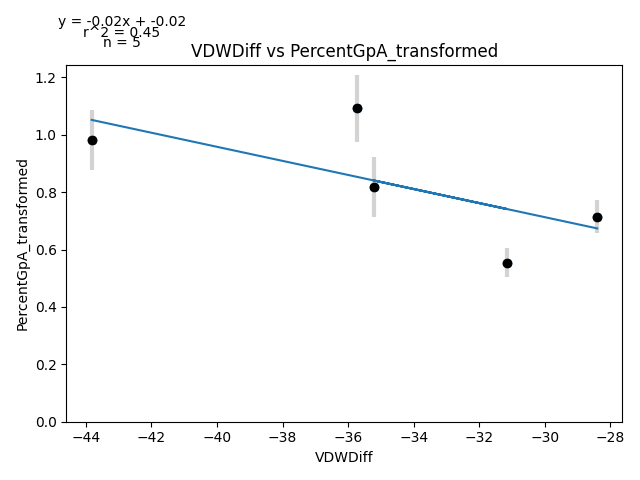 y = -0.02x + -0.02
r^2 = 0.45
n = 5
VDWDiff vs PercentGpA_transformed
1.2
1.0
0.8
0.6
0.4
0.2
0.0
PercentGpA_transformed
−44 −42 −40 −38 −36 −34 −32 −30 −28
VDWDiff